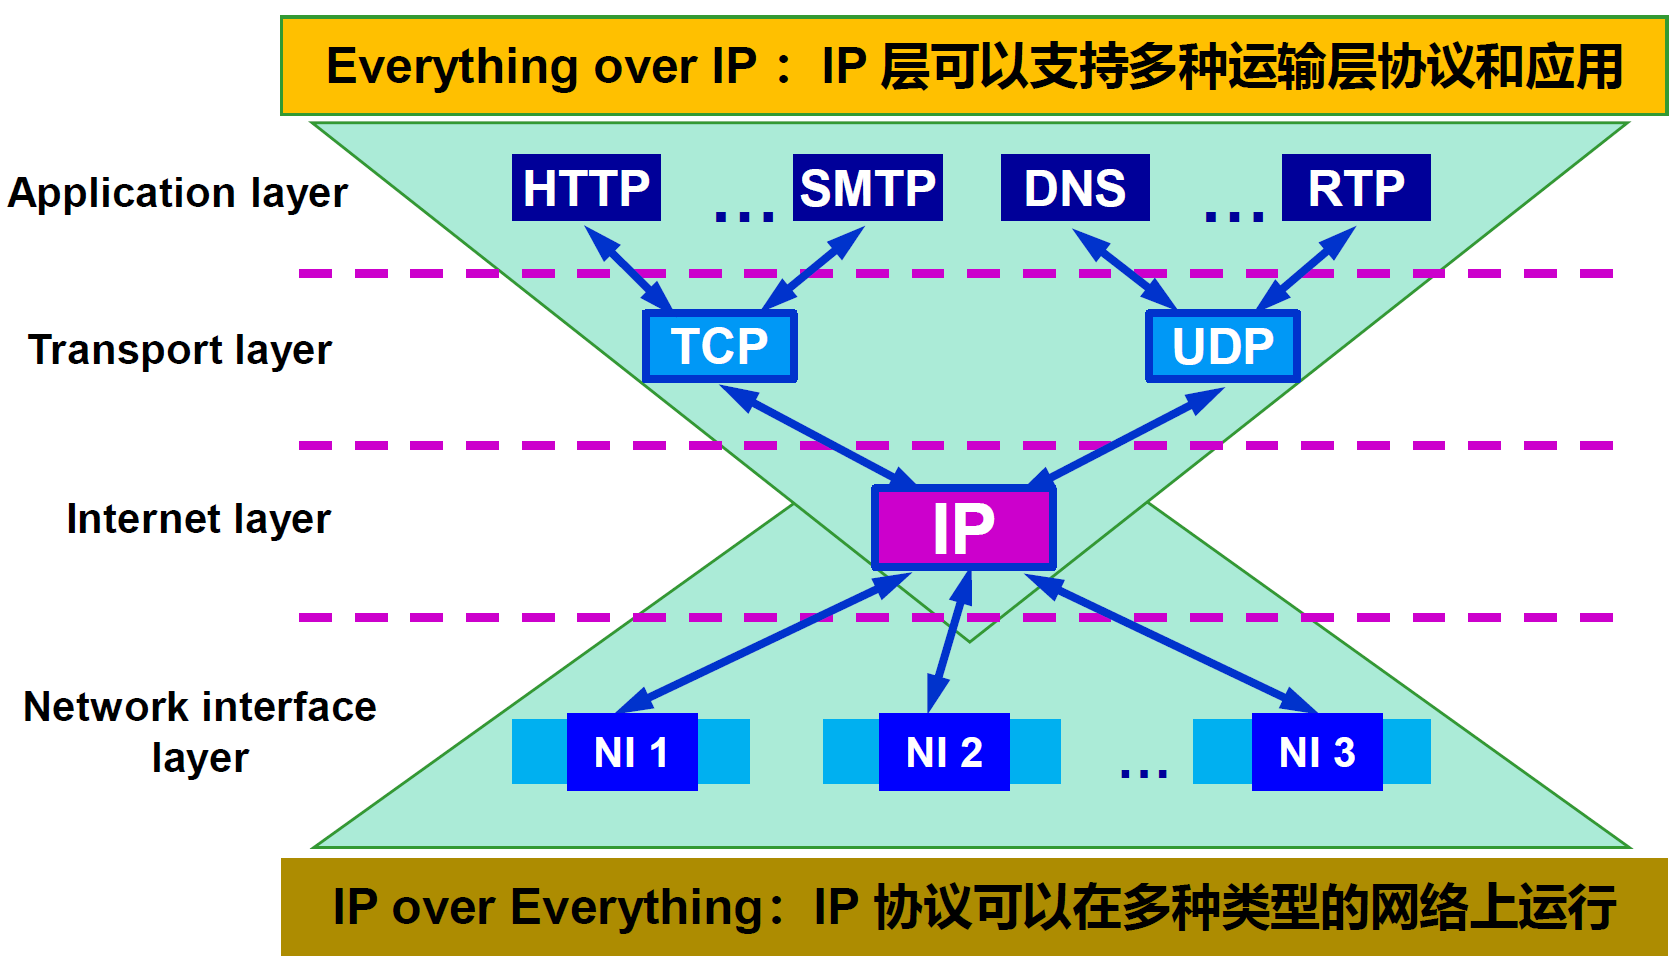 Everything over IP：IP 层可以支持多种运输层协议和应用
Application layer
HTTP … SMTP DNS … RTP
Transport layer
TCP UDP
Internet layer
IP
Network interface
layer
NI 1 NI 2 … NI 3
IP over Everything：IP 协议可以在多种类型的网络上运行